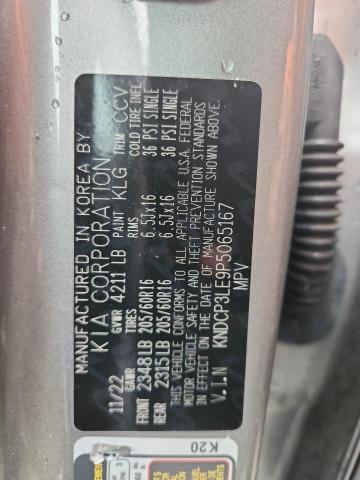 MANUFACTURED IN KOREA BY
KIA CORPORATION
11/22 GVWR 4211 LB PAINT KLG TRIM CCV
GAWR TIRES RIMS COLD TIRE INFL
FRONT 2348 LB 205/60R16 6.5Jx16 36 PSI SINGLE
REAR 2315 LB 205/60R16 6.5Jx16 36 PSI SINGLE
THIS VEHICLE CONFORMS TO ALL APPLICABLE U.S.A. FEDERAL
MOTOR VEHICLE SAFETY AND THEFT PREVENTION STANDARDS
IN EFFECT ON THE DATE OF MANUFACTURE SHOWN ABOVE.
V.I.N KNDCP3LE9P5065167
MPV
K20